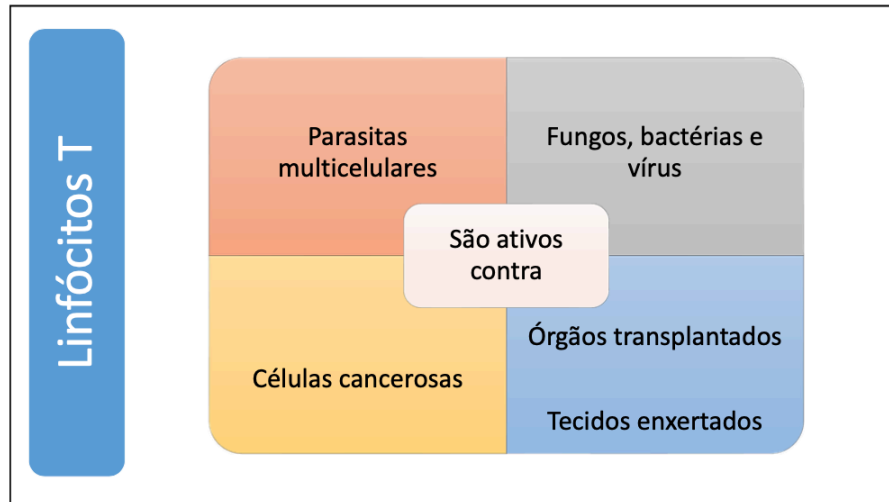 Linfócitos T
Parasitas
multicelulares
Fungos, bactérias e
vírus
São ativos
contra
Células cancerosas
Órgãos transplantados
Tecidos enxertados